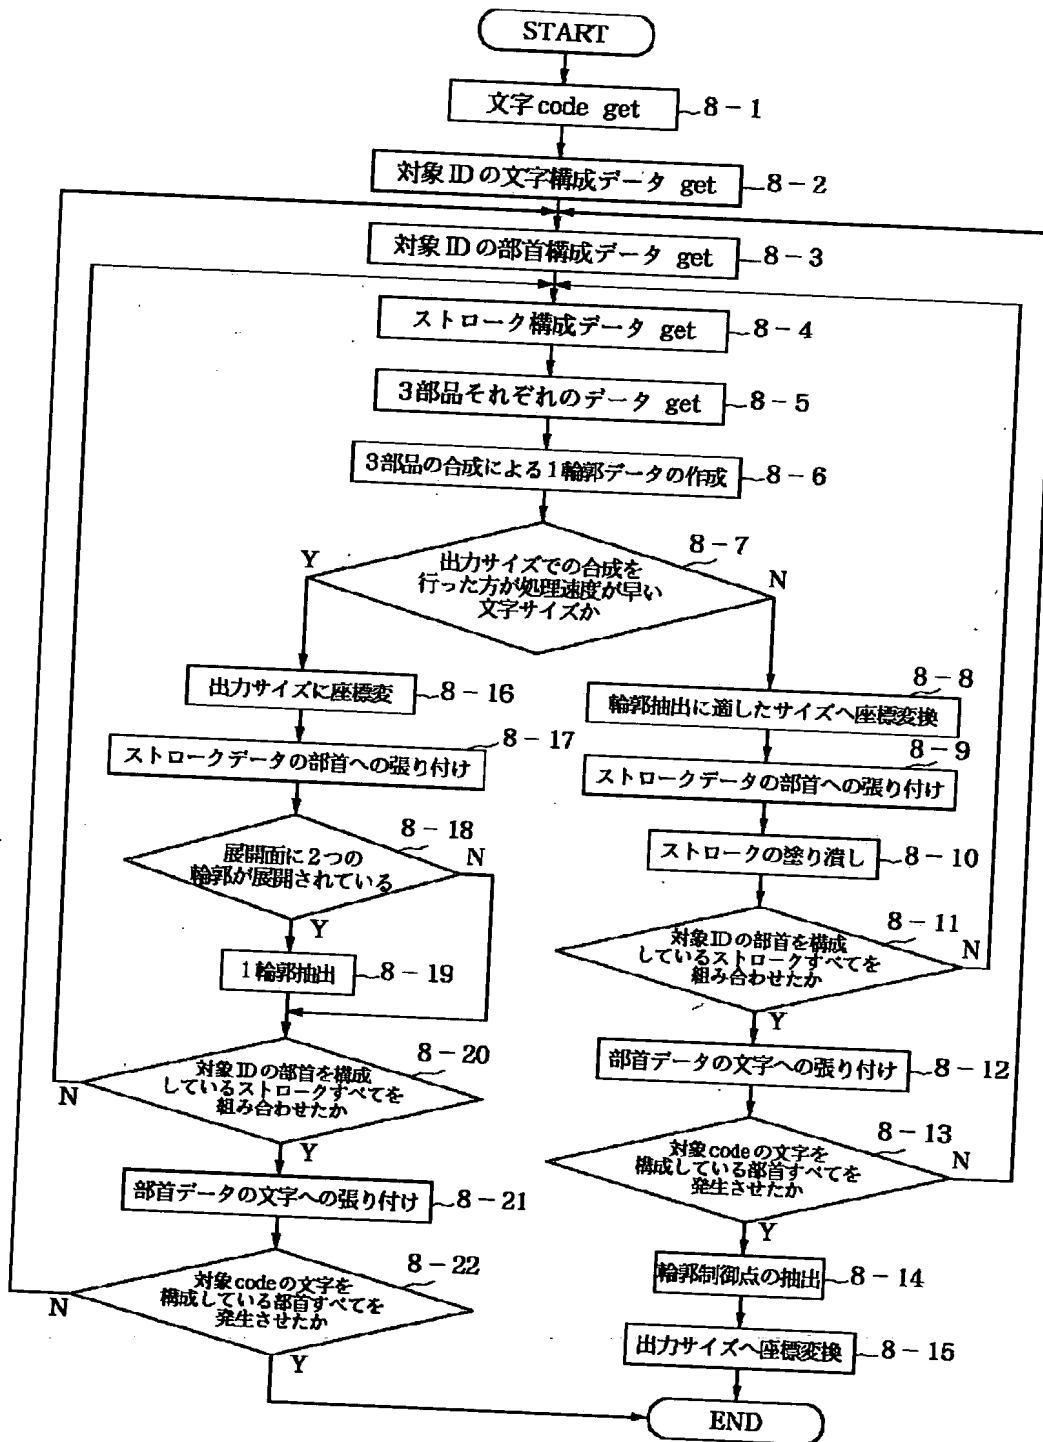 START
文字code get
8-1
対象IDの文字構成データ get
8-2
対象IDの部首構成データ get
8-3
ストローク構成データ get
8-4
3部品それぞれのデータ get
8-5
3部品の合成による1輪郭データの作成
8-6
8-7
出力サイズでの合成を
行った方が処理速度が早い
文字サイズか
Y
N
出力サイズに座標変
8-16
ストロークデータの部首への張り付け
8-17
8-18
展開面に2つの
輪郭が展開されている
N
Y
1輪郭抽出
8-19
8-20
対象IDの部首を構成
しているストロークすべてを
組み合わせたか
N
Y
部首データの文字への張り付け
8-21
8-22
対象codeの文字を
構成している部首すべてを
発生させたか
N
Y
8-8
輪郭抽出に適したサイズへ座標変換
8-9
ストロークデータの部首への張り付け
ストロークの塗り潰し
8-10
8-11
対象IDの部首を構成
しているストロークすべてを
組み合わせたか
N
Y
部首データの文字への張り付け
8-12
8-13
対象codeの文字を
構成している部首すべてを
発生させたか
N
Y
輪郭制御点の抽出
8-14
出力サイズへ座標変換
8-15
END